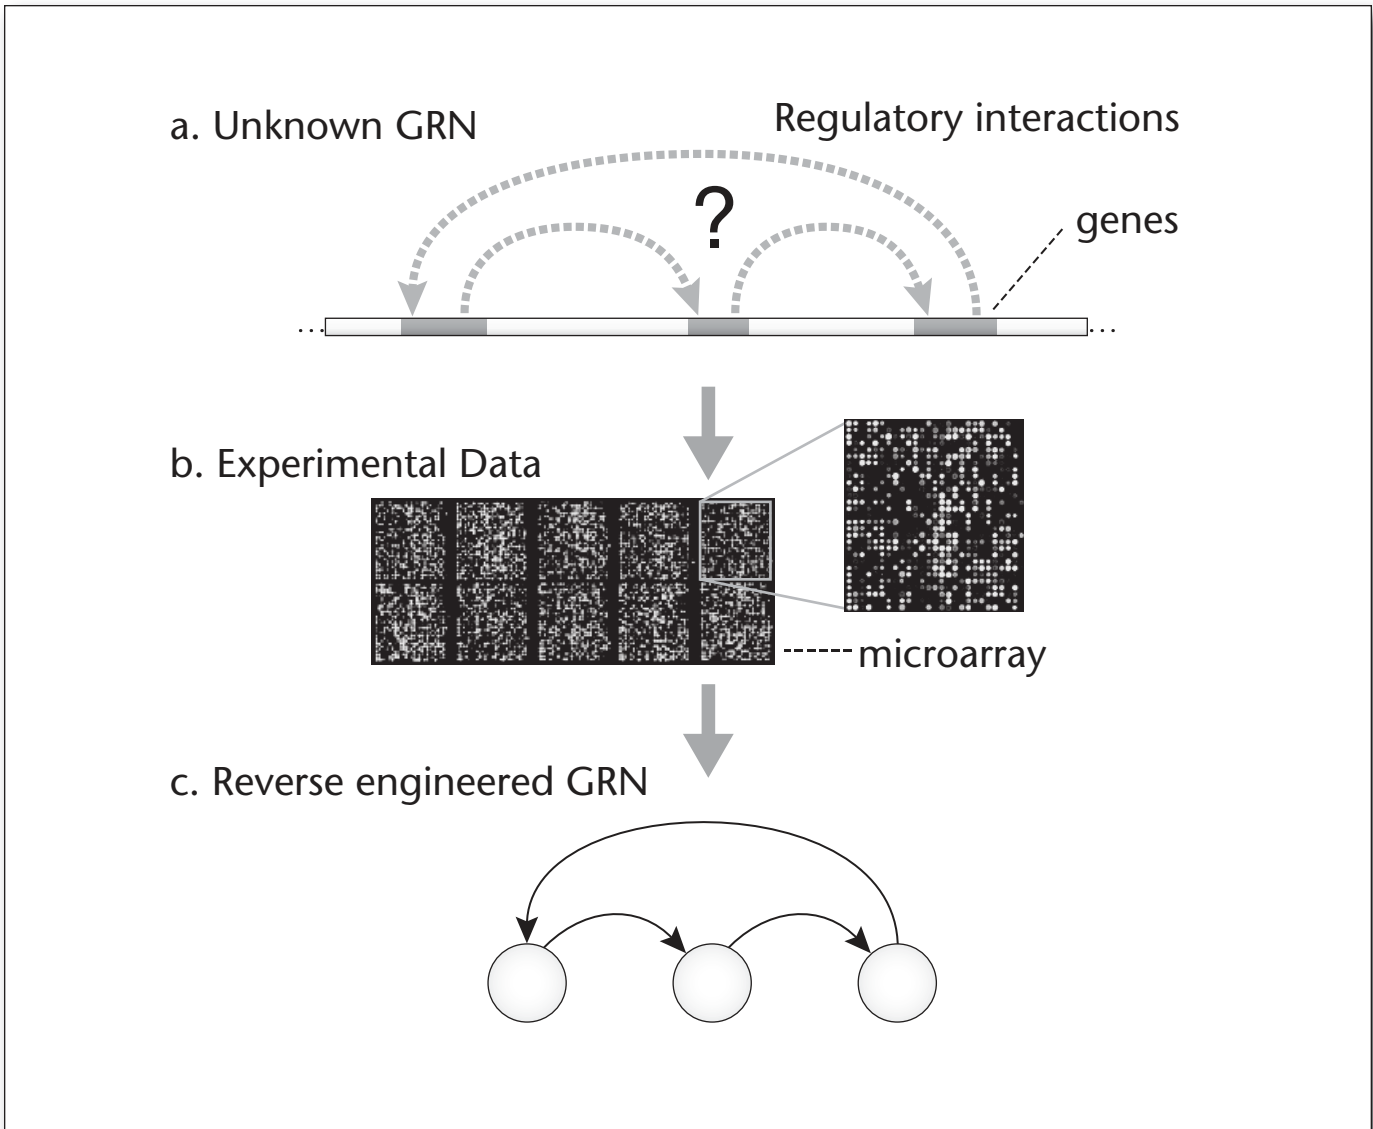 a. Unknown GRN
Regulatory interactions
?
genes
... ...
b. Experimental Data
microarray
c. Reverse engineered GRN